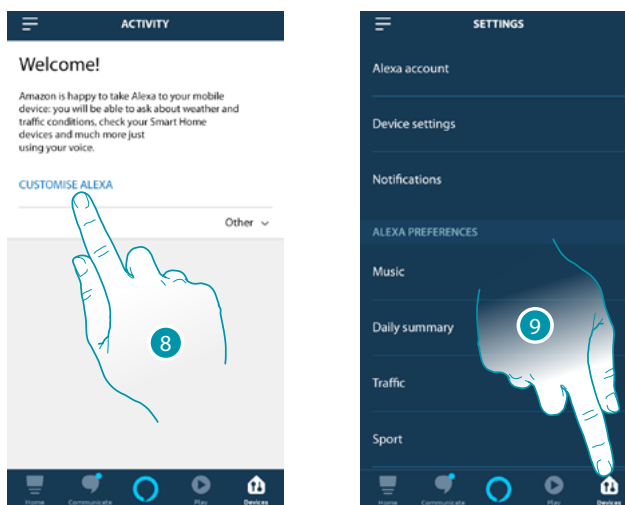 ACTIVITY
Welcome!
Amazon is happy to take Alexa to your mobile
device: you will be able to ask about weather and
traffic conditions, check your Smart Home
devices and much more just
using your voice.
CUSTOMISE ALEXA
Other
8
Home Communicate Play Devices
SETTINGS
Alexa account
Device settings
Notifications
ALEXA PREFERENCES
Music
Daily summary
9
Traffic
Sport
Home Communicate Play Devices